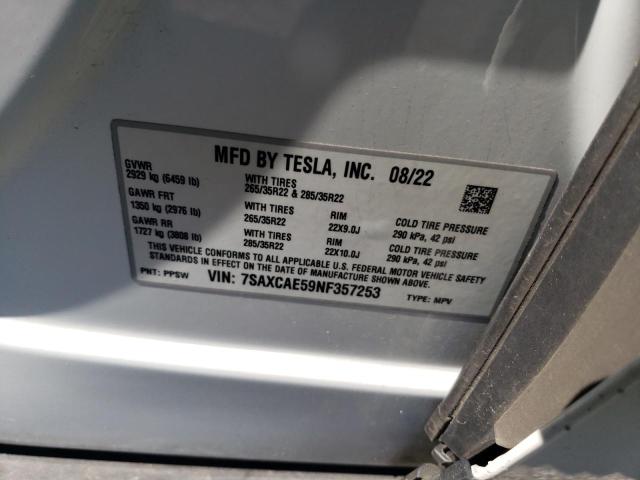 MFD BY TESLA, INC. 08/22
GVWR
2929 kg (6459 lb)
WITH TIRES
265/35R22 & 285/35R22
GAWR FRT
1350 kg (2976 lb)
WITH TIRES
265/35R22
RIM
22X9.0J
COLD TIRE PRESSURE
290 kPa, 42 psi
GAWR RR
1727 kg (3808 lb)
WITH TIRES
285/35R22
RIM
22X10.0J
COLD TIRE PRESSURE
290 kPa, 42 psi
THIS VEHICLE CONFORMS TO ALL APPLICABLE U.S. FEDERAL MOTOR VEHICLE SAFETY
STANDARDS IN EFFECT ON THE DATE OF MANUFACTURE SHOWN ABOVE.
PNT: PPSW
VIN: 7SAXCAE59NF357253
TYPE: MPV